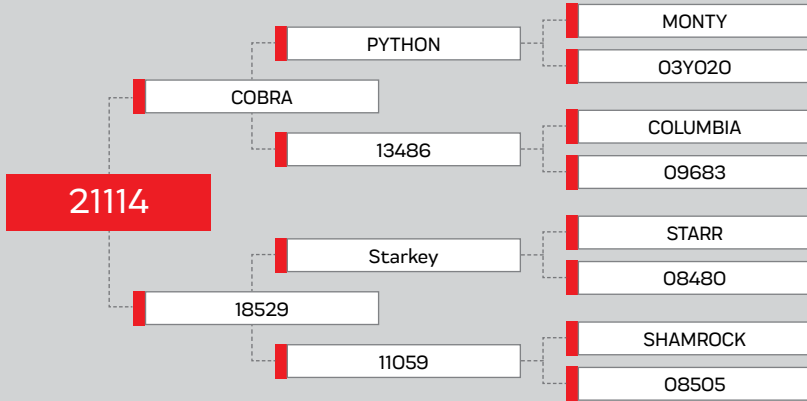 MONTY
PYTHON
03Y020
COBRA
COLUMBIA
13486
09683
21114
STARR
Starkey
08480
18529
SHAMROCK
11059
08505